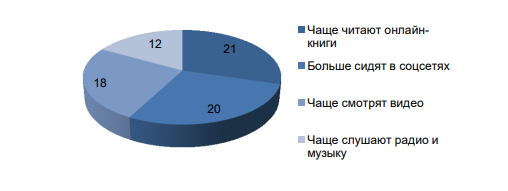 12
21
18
20
Чаще читают онлайн-
книги
Больше сидят в соцсетях
Чаще смотрят видео
Чаще слушают радио и
музыку